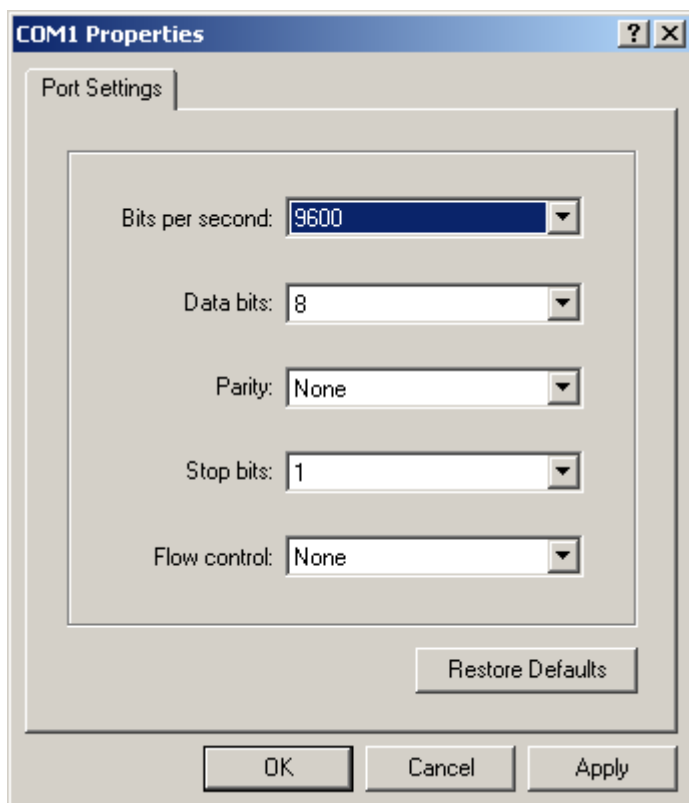 COM1 Properties
Port Settings
Bits per second: 9600
Data bits: 8
Parity: None
Stop bits: 1
Flow control: None
Restore Defaults
OK Cancel Apply